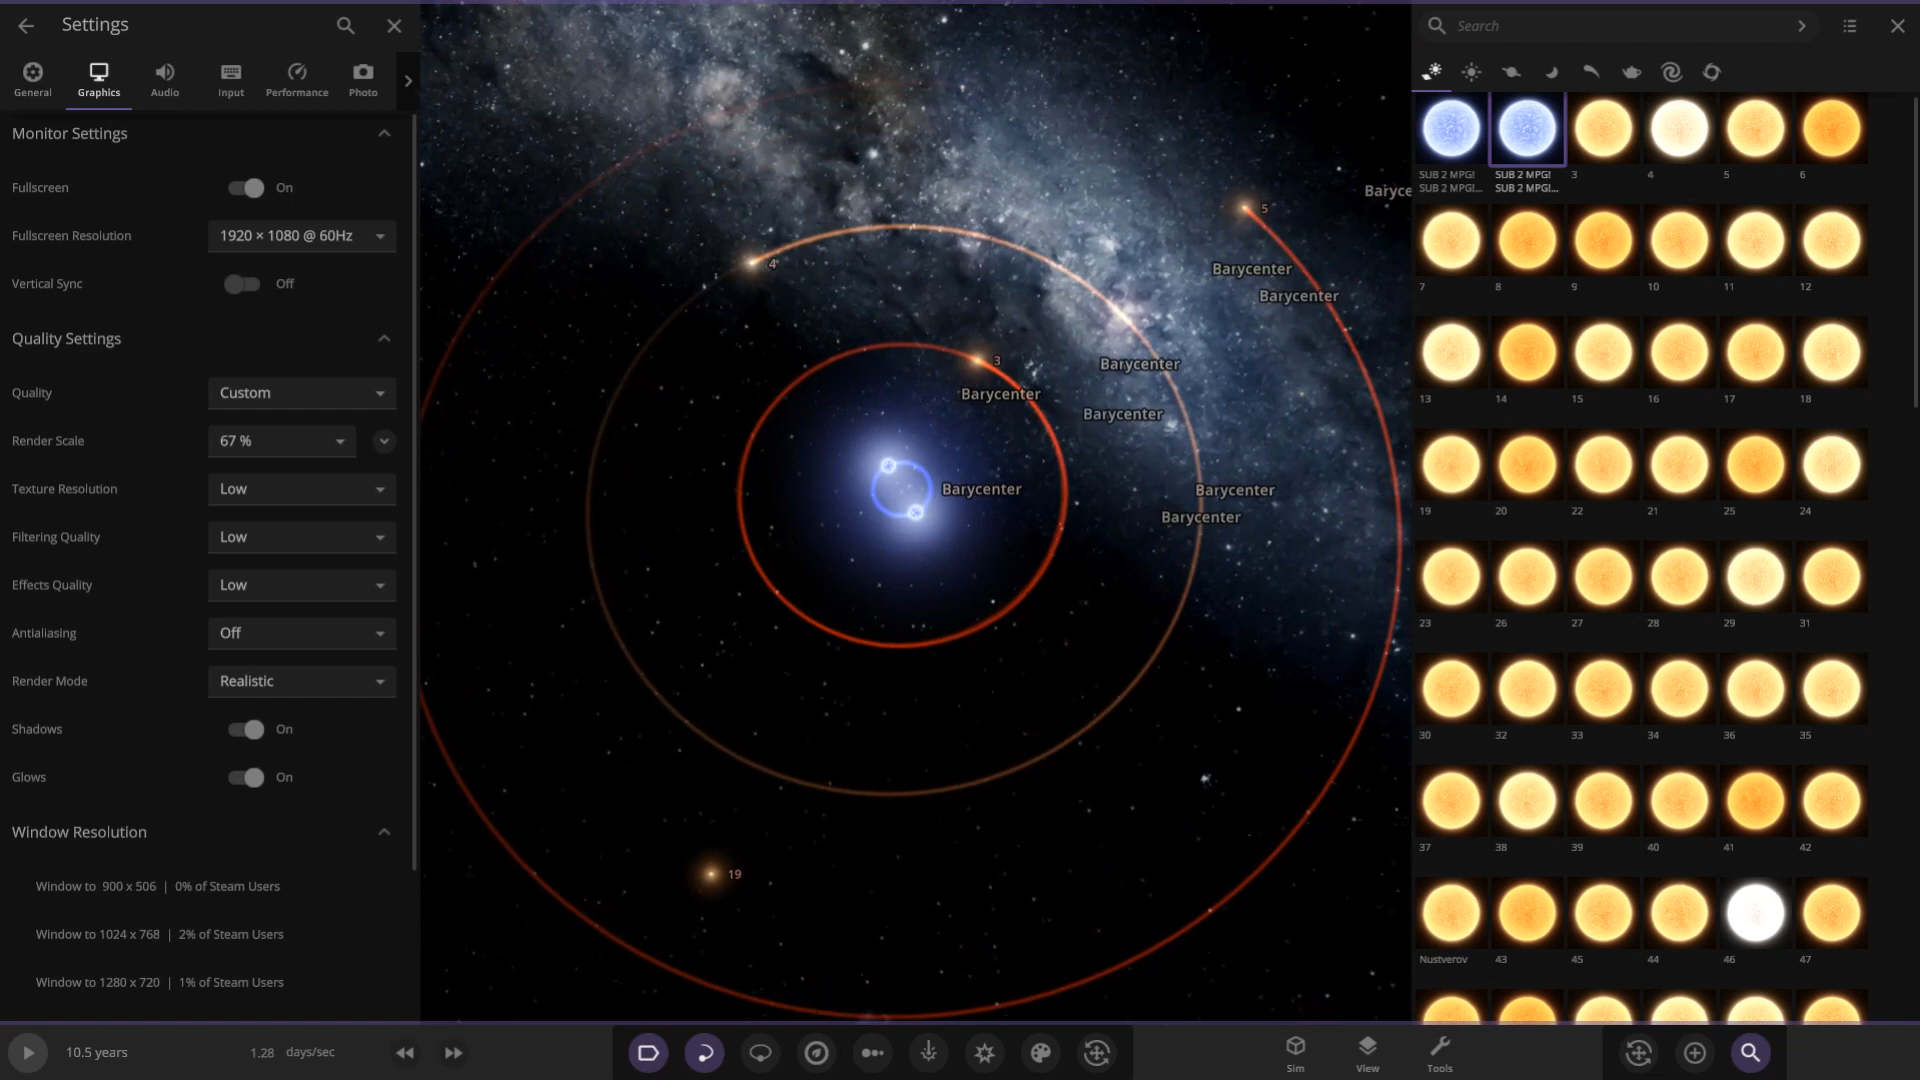 Settings
General
Graphics
Audio
Input
Performance
Photo
Monitor Settings
Fullscreen
On
Fullscreen Resolution
1920 × 1080 @ 60Hz
Vertical Sync
Off
Quality Settings
Quality
Custom
Render Scale
67 %
Texture Resolution
Low
Filtering Quality
Low
Effects Quality
Low
Antialiasing
Off
Render Mode
Realistic
Shadows
On
Glows
On
Window Resolution
Window to 900 x 506 | 0% of Steam Users
Window to 1024 x 768 | 2% of Steam Users
Window to 1280 x 720 | 1% of Steam Users
Baryce
5
4
Barycenter
Barycenter
3
Barycenter
Barycenter
Barycenter
Barycenter
Barycenter
Barycenter
19
Search
SUB 2 MPG!
SUB 2 MPG!...
SUB 2 MPG!
SUB 2 MPG!...
3 4 5 6
7 8 9 10 11 12
13 14 15 16 17 18
19 20 22 21 25 24
23 26 27 28 29 31
30 32 33 34 36 35
37 38 39 40 41 42
Nustverov 43 45 44 46 47
10.5 years
1.28 days/sec
Sim
View
Tools